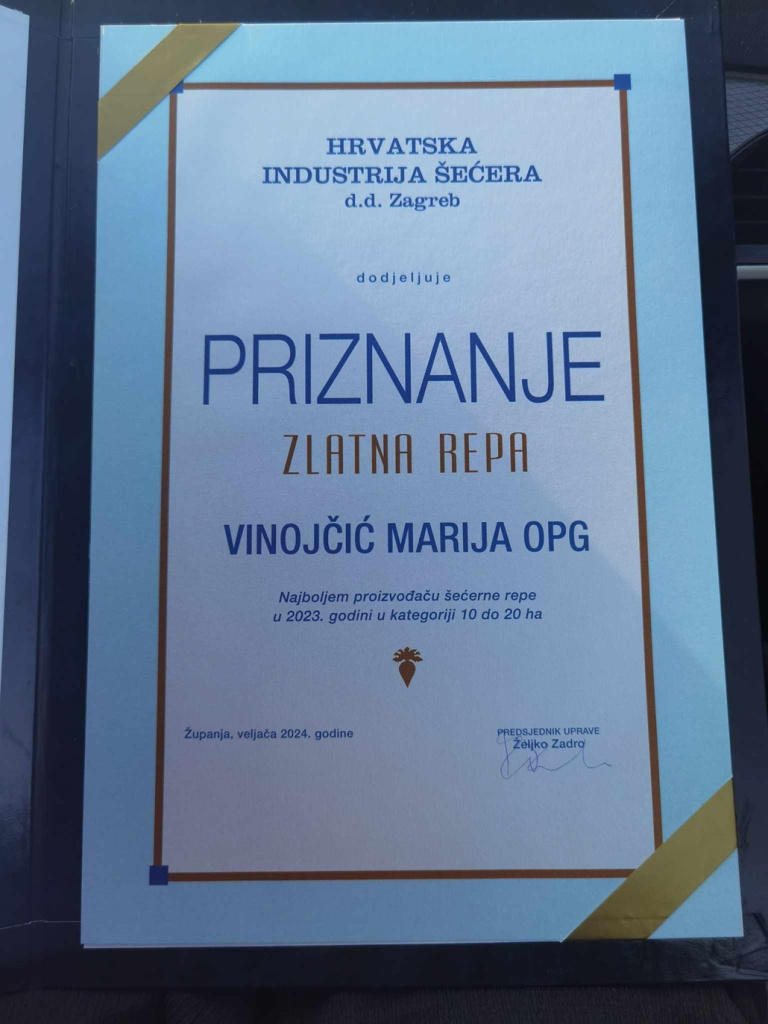 HRVATSKA
INDUSTRIJA ŠEĆERA
d.d. Zagreb
dodjeljuje
PRIZNANJE
ZLATNA REPA
VINOJČIĆ MARIJA OPG
Najboljem proizvođaču šećerne repe
u 2023. godini u kategoriji 10 do 20 ha
Županja, veljača 2024. godine
PREDSJEDNIK UPRAVE
Željko Zadro